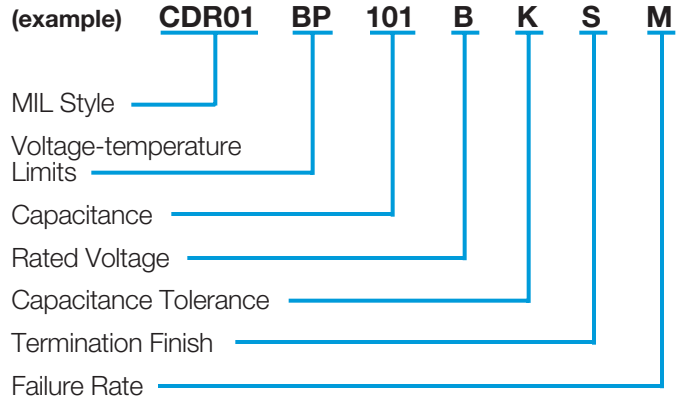 (example) CDR01 BP 101 B K S M
MIL Style
Voltage-temperature
Limits
Capacitance
Rated Voltage
Capacitance Tolerance
Termination Finish
Failure Rate